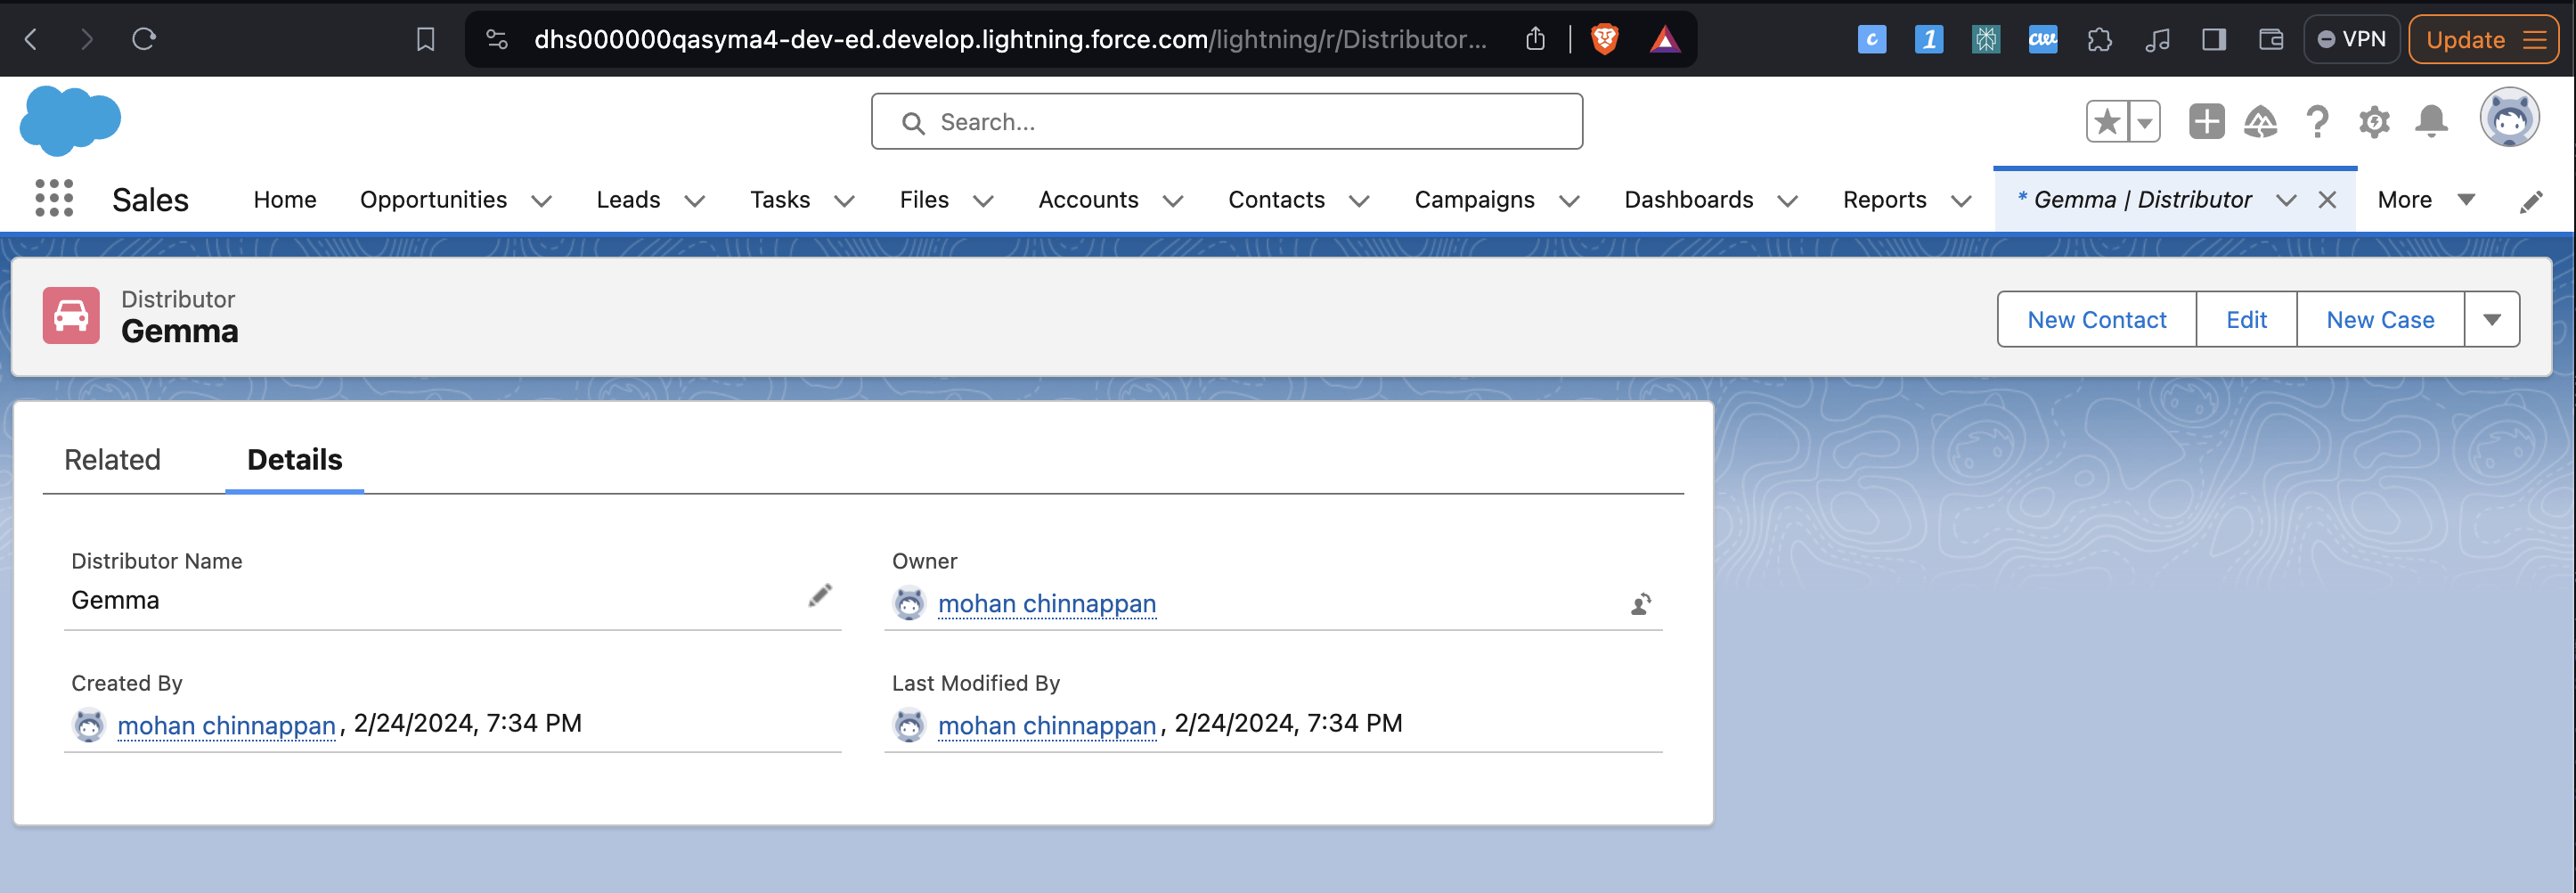 dhs000000qasyma4-dev-ed.develop.lightning.force.com/lightning/r/Distributor...
VPN
Update
Search...
Sales
Home
Opportunities
Leads
Tasks
Files
Accounts
Contacts
Campaigns
Dashboards
Reports
* Gemma | Distributor
More
Distributor
Gemma
New Contact
Edit
New Case
Related
Details
Distributor Name
Gemma
Owner
mohan chinnappan
Created By
mohan chinnappan, 2/24/2024, 7:34 PM
Last Modified By
mohan chinnappan, 2/24/2024, 7:34 PM